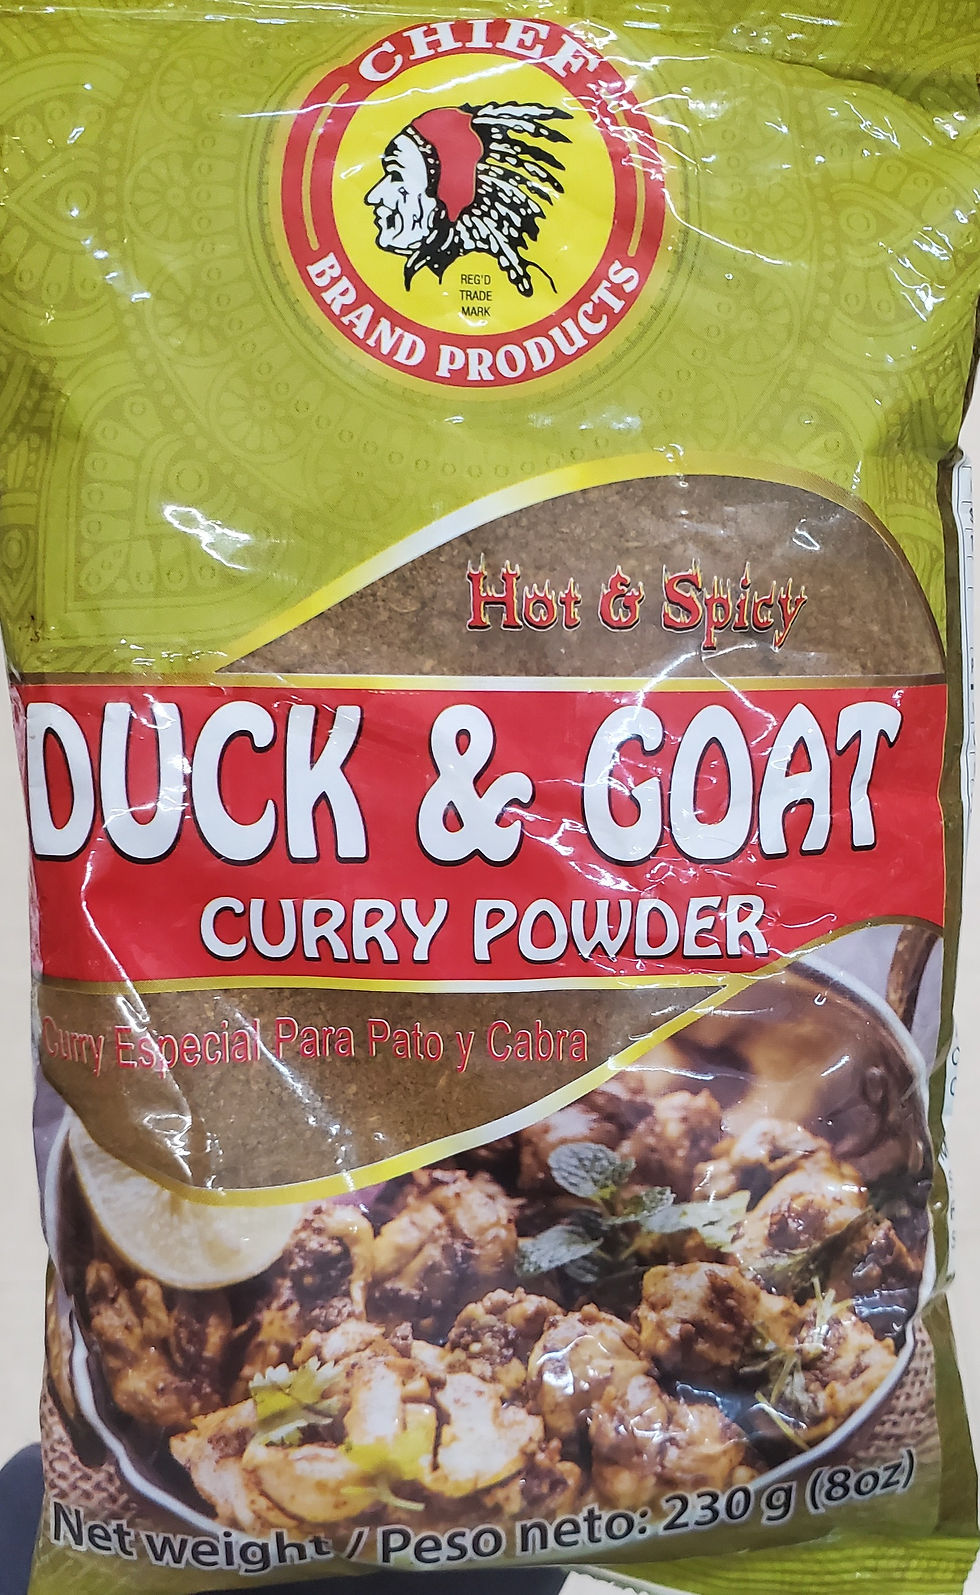 CHIEF
REG'D
TRADE
MARK
BRAND PRODUCTS
Hot & Spicy
DUCK & GOAT
CURRY POWDER
Curry Especial Para Pato y Cabra
Net weight / Peso neto: 230 g (8oz)